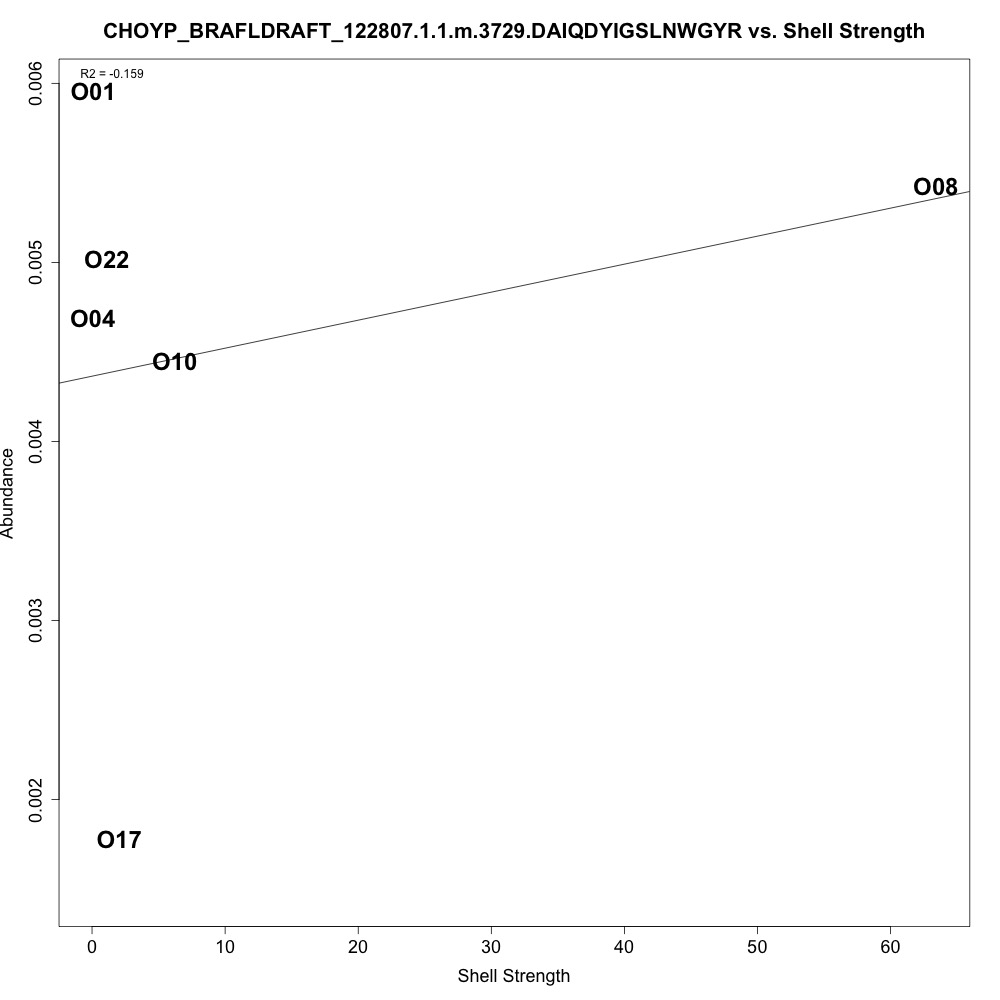 CHOYP_BRAFLDRAFT_122807.1.1.m.3729.DAIQDYIGSLNWGYR vs. Shell Strength
R2 = -0.159
O01
O08
O22
O04
O10
O17
0.006
0.005
0.004
0.003
0.002
Abundance
0 10 20 30 40 50 60
Shell Strength